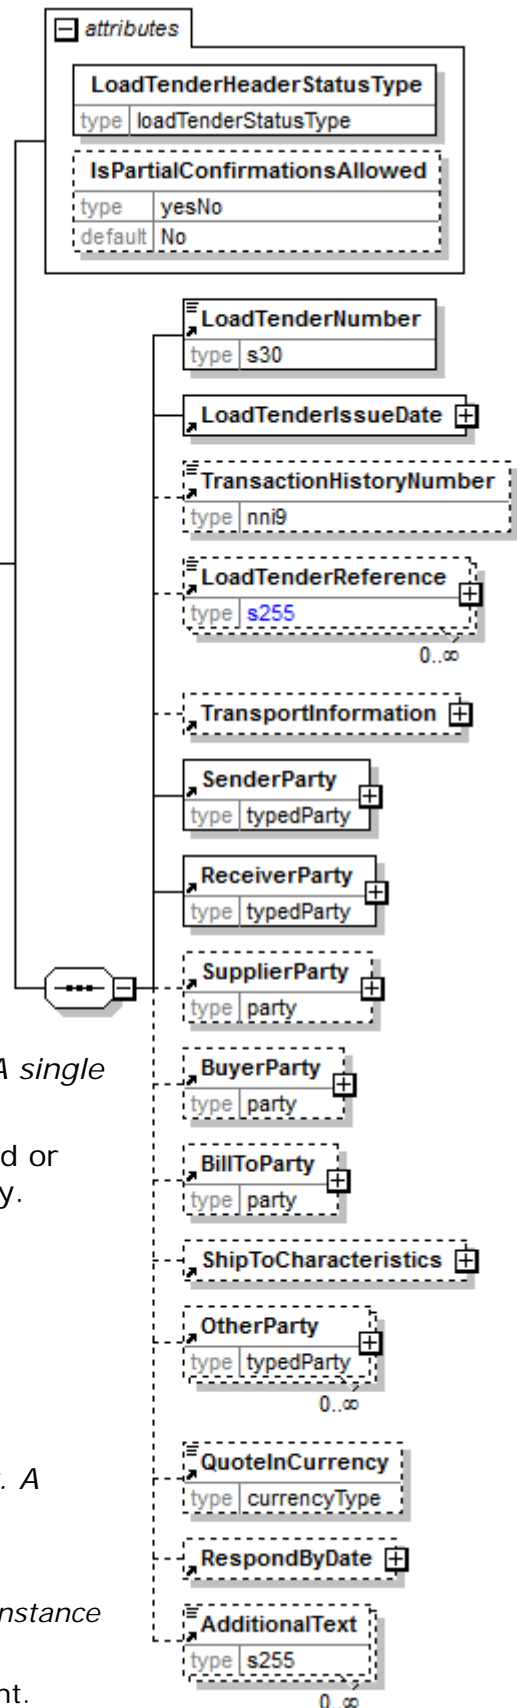 attributes
LoadTenderHeaderStatusType
type loadTenderStatusType
IsPartialConfirmationsAllowed
type yesNo
default No
LoadTenderNumber
type s30
LoadTenderIssueDate
TransactionHistoryNumber
type nni9
LoadTenderReference
type s255
0..∞
TransportInformation
SenderParty
type typedParty
ReceiverParty
type typedParty
SupplierParty
type party
A single
BuyerParty
type party
d or
BillToParty
type party
y.
ShipToCharacteristics
OtherParty
type typedParty
0..∞
QuoteInCurrency
. A
type currencyType
RespondByDate
nstance
AdditionalText
type s255
nt.
0..∞